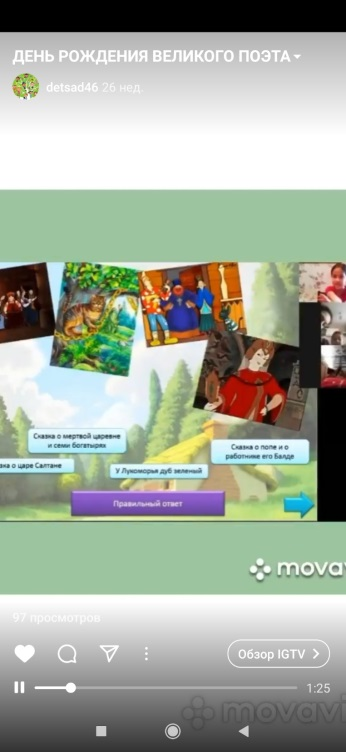 ДЕНЬ РОЖДЕНИЯ ВЕЛИКОГО ПОЭТА
detsad46 26 нед.
Сказка о мертвой царевне
и семи богатырях
Сказка о попе и о
работнике его Балде
о царе Салтане
У Лукоморья дуб зеленый
Правильный ответ
movavi
97 просмотров
Обзор IGTV
1:25
movavi